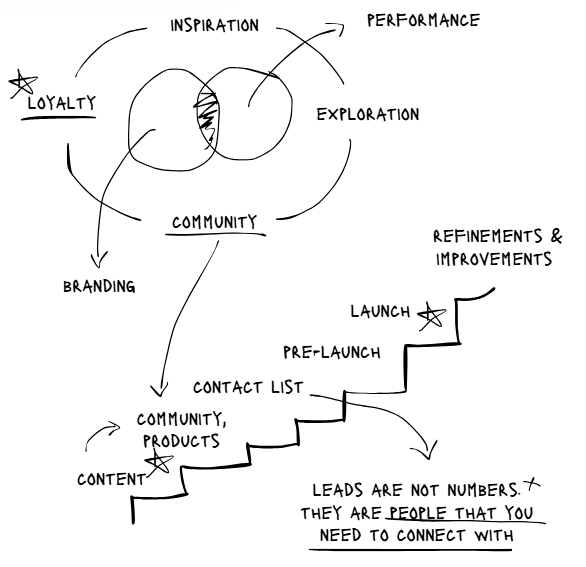 INSPIRATION
PERFORMANCE
LOYALTY
EXPLORATION
COMMUNITY
BRANDING
REFINEMENTS &
IMPROVEMENTS
LAUNCH
PRE-LAUNCH
CONTACT LIST
COMMUNITY,
PRODUCTS
CONTENT
LEADS ARE NOT NUMBERS.
THEY ARE PEOPLE THAT YOU
NEED TO CONNECT WITH